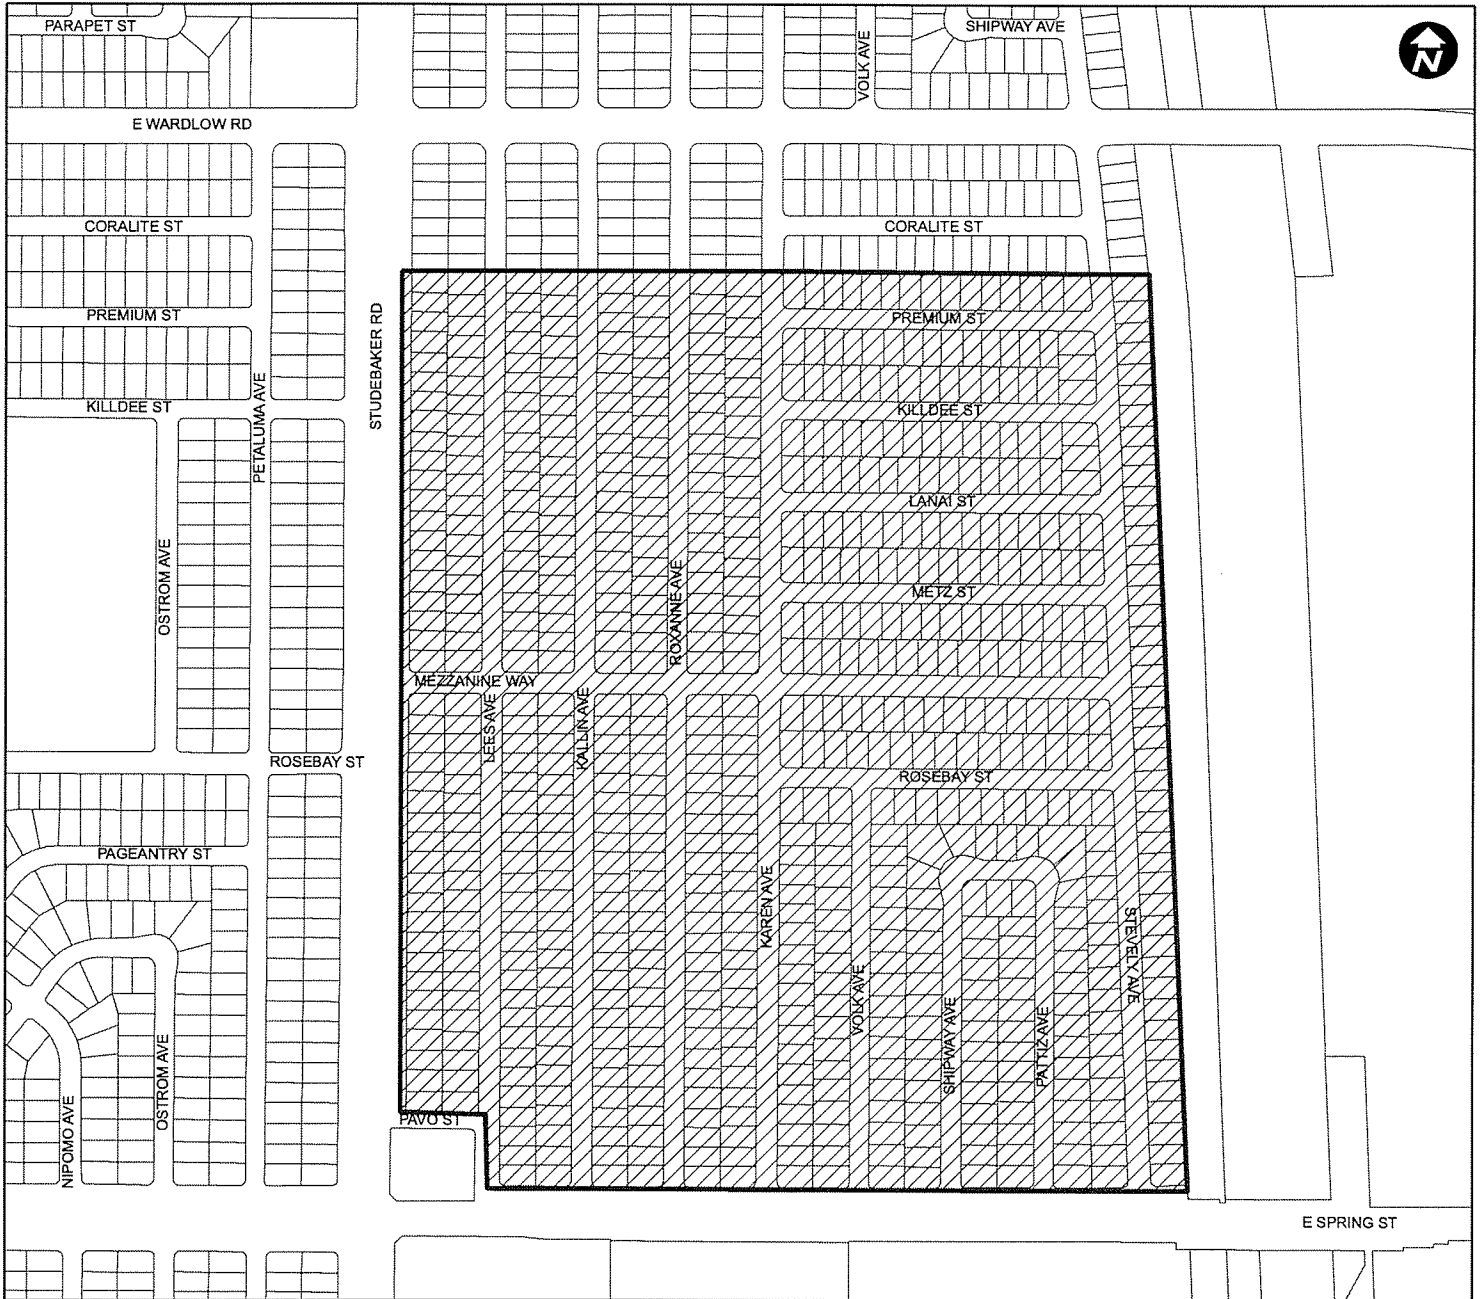 PARAPET ST
SHIPWAY AVE
VOLK AVE
N
E WARDLOW RD
CORALITE ST
CORALITE ST
PREMIUM ST
STUDEBAKER RD
PREMIUM ST
KILLDEE ST
PETALUMA AVE
KILLDEE ST
LANAI ST
OSTROM AVE
ROXANNE AVE
METZ ST
MEZZANINE WAY
LEES AVE
KALLIN AVE
ROSEBAY ST
ROSEBAY ST
PAGEANTRY ST
KAREN AVE
STEVELY AVE
VOLK AVE
SHIPWAY AVE
PATTIZ AVE
OSTROM AVE
NIPOMO AVE
PAVO ST
E SPRING ST